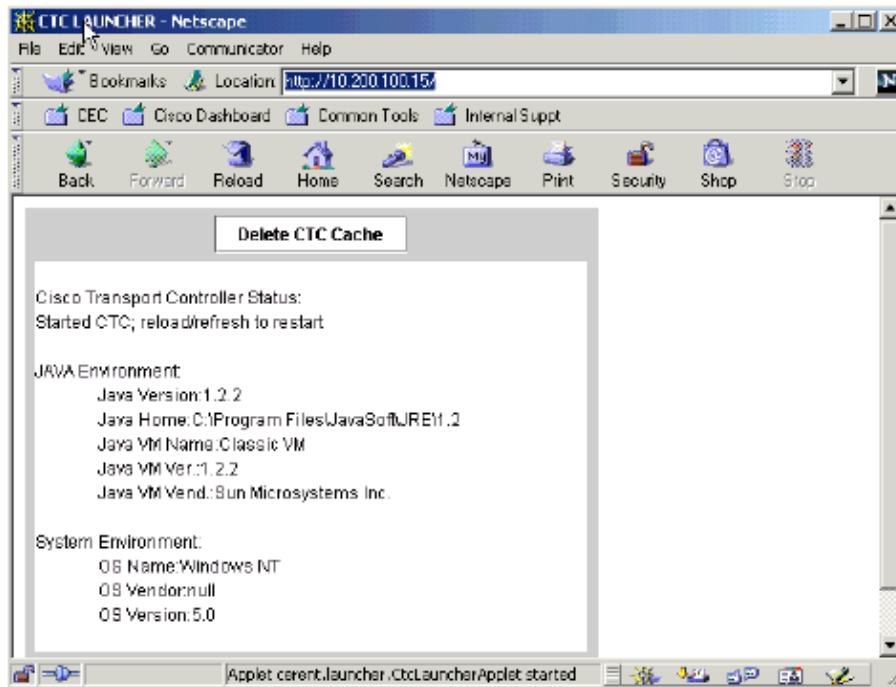 CTC LAUNCHER - Netscape
File Edit View Go Communicator Help
Bookmarks Location: http://10.200.100.15/
N
CEC Cisco Dashboard Common Tools Internal Suppt
My
Back Forward Reload Home Search Netscape Print Security Shop Stop
Delete CTC Cache
Cisco Transport Controller Status:
Started CTC; reload/refresh to restart
JAVA Environment:
Java Version:1.2.2
Java Home:C:\Program Files\JavaSoft\JRE\1.2
Java VM Name:Classic VM
Java VM Ver.:1.2.2
Java VM Vend.:Sun Microsystems Inc.
System Environment:
OS Name:Windows NT
OS Vendor:null
OS Version:5.0
Applet cerent.launcher.CtcLauncherApplet started